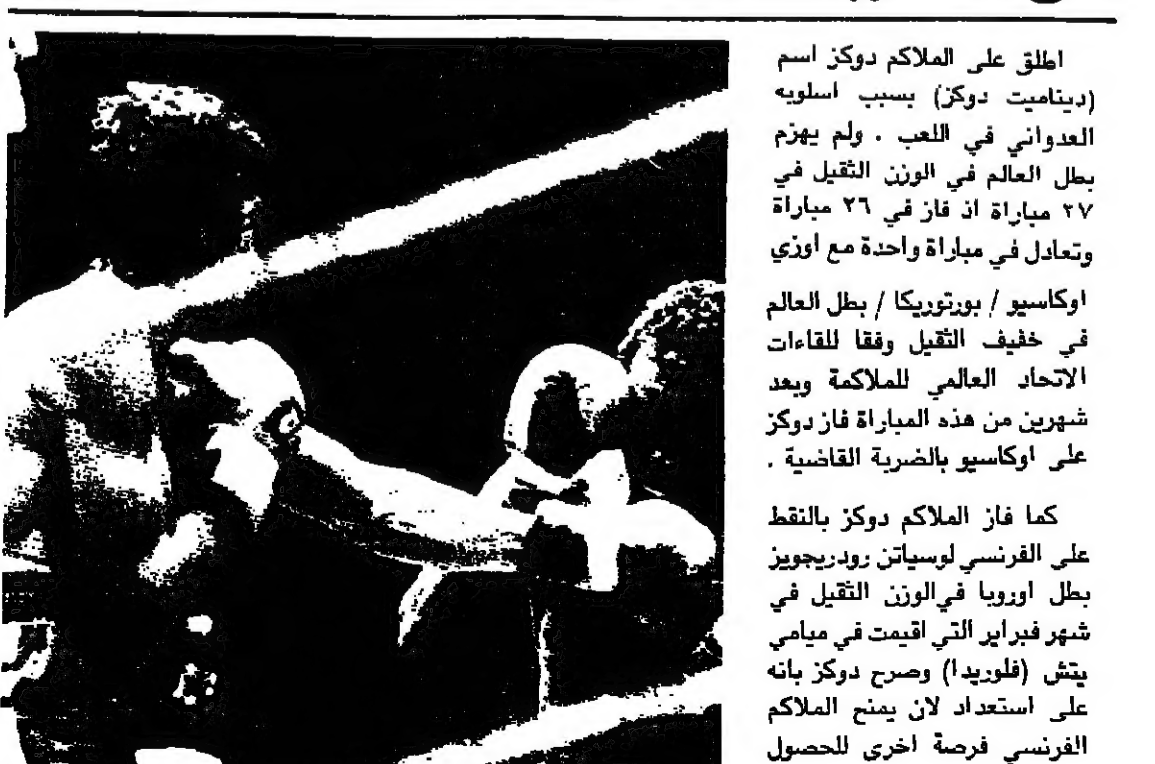 اطلق على الملاكم دوكز اسم
(ديناميت دوكز) بسبب اسلوبه
العدواني في اللعب . ولم يهزم
بطل العالم في الوزن الثقيل في
٢٧ مباراة اذ فاز في ٢٦ مباراة
وتعادل في مباراة واحدة مع اوزي
اوكاسيو / بورتوريكا / بطل العالم
في خفيف الثقيل وفقا للقاءات
الاتحاد العالمي للملاكمة وبعد
شهرين من هذه المباراة فاز دوكز
على اوكاسيو بالضربة القاضية .
كما فاز الملاكم دوكز بالنقط
على الفرنسي لوسياتن رودريجويز
بطل اوروبا في الوزن الثقيل في
شهر فبراير التي اقيمت في ميامي
بيتش (فلوريدا) وصرح دوكز بانه
على استعداد لان يمنح الملاكم
الفرنسي فرصة اخرى للحصول